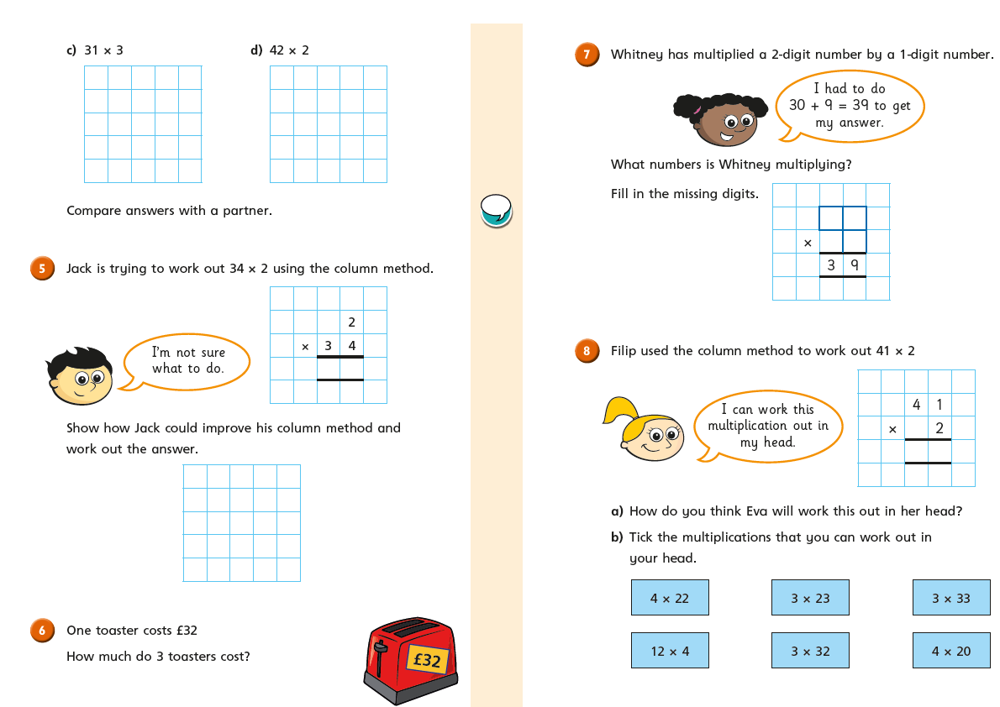 c) 31 × 3
d) 42 × 2
Compare answers with a partner.
5 Jack is trying to work out 34 × 2 using the column method.
2
× 3 4
I'm not sure
what to do.
Show how Jack could improve his column method and
work out the answer.
6 One toaster costs £32
How much do 3 toasters cost?
£32
7 Whitney has multiplied a 2-digit number by a 1-digit number.
I had to do
30 + 9 = 39 to get
my answer.
What numbers is Whitney multiplying?
Fill in the missing digits.
×
3 9
8 Filip used the column method to work out 41 × 2
I can work this
multiplication out in
my head.
4 1
× 2
a) How do you think Eva will work this out in her head?
b) Tick the multiplications that you can work out in
your head.
4 × 22
3 × 23
3 × 33
12 × 4
3 × 32
4 × 20